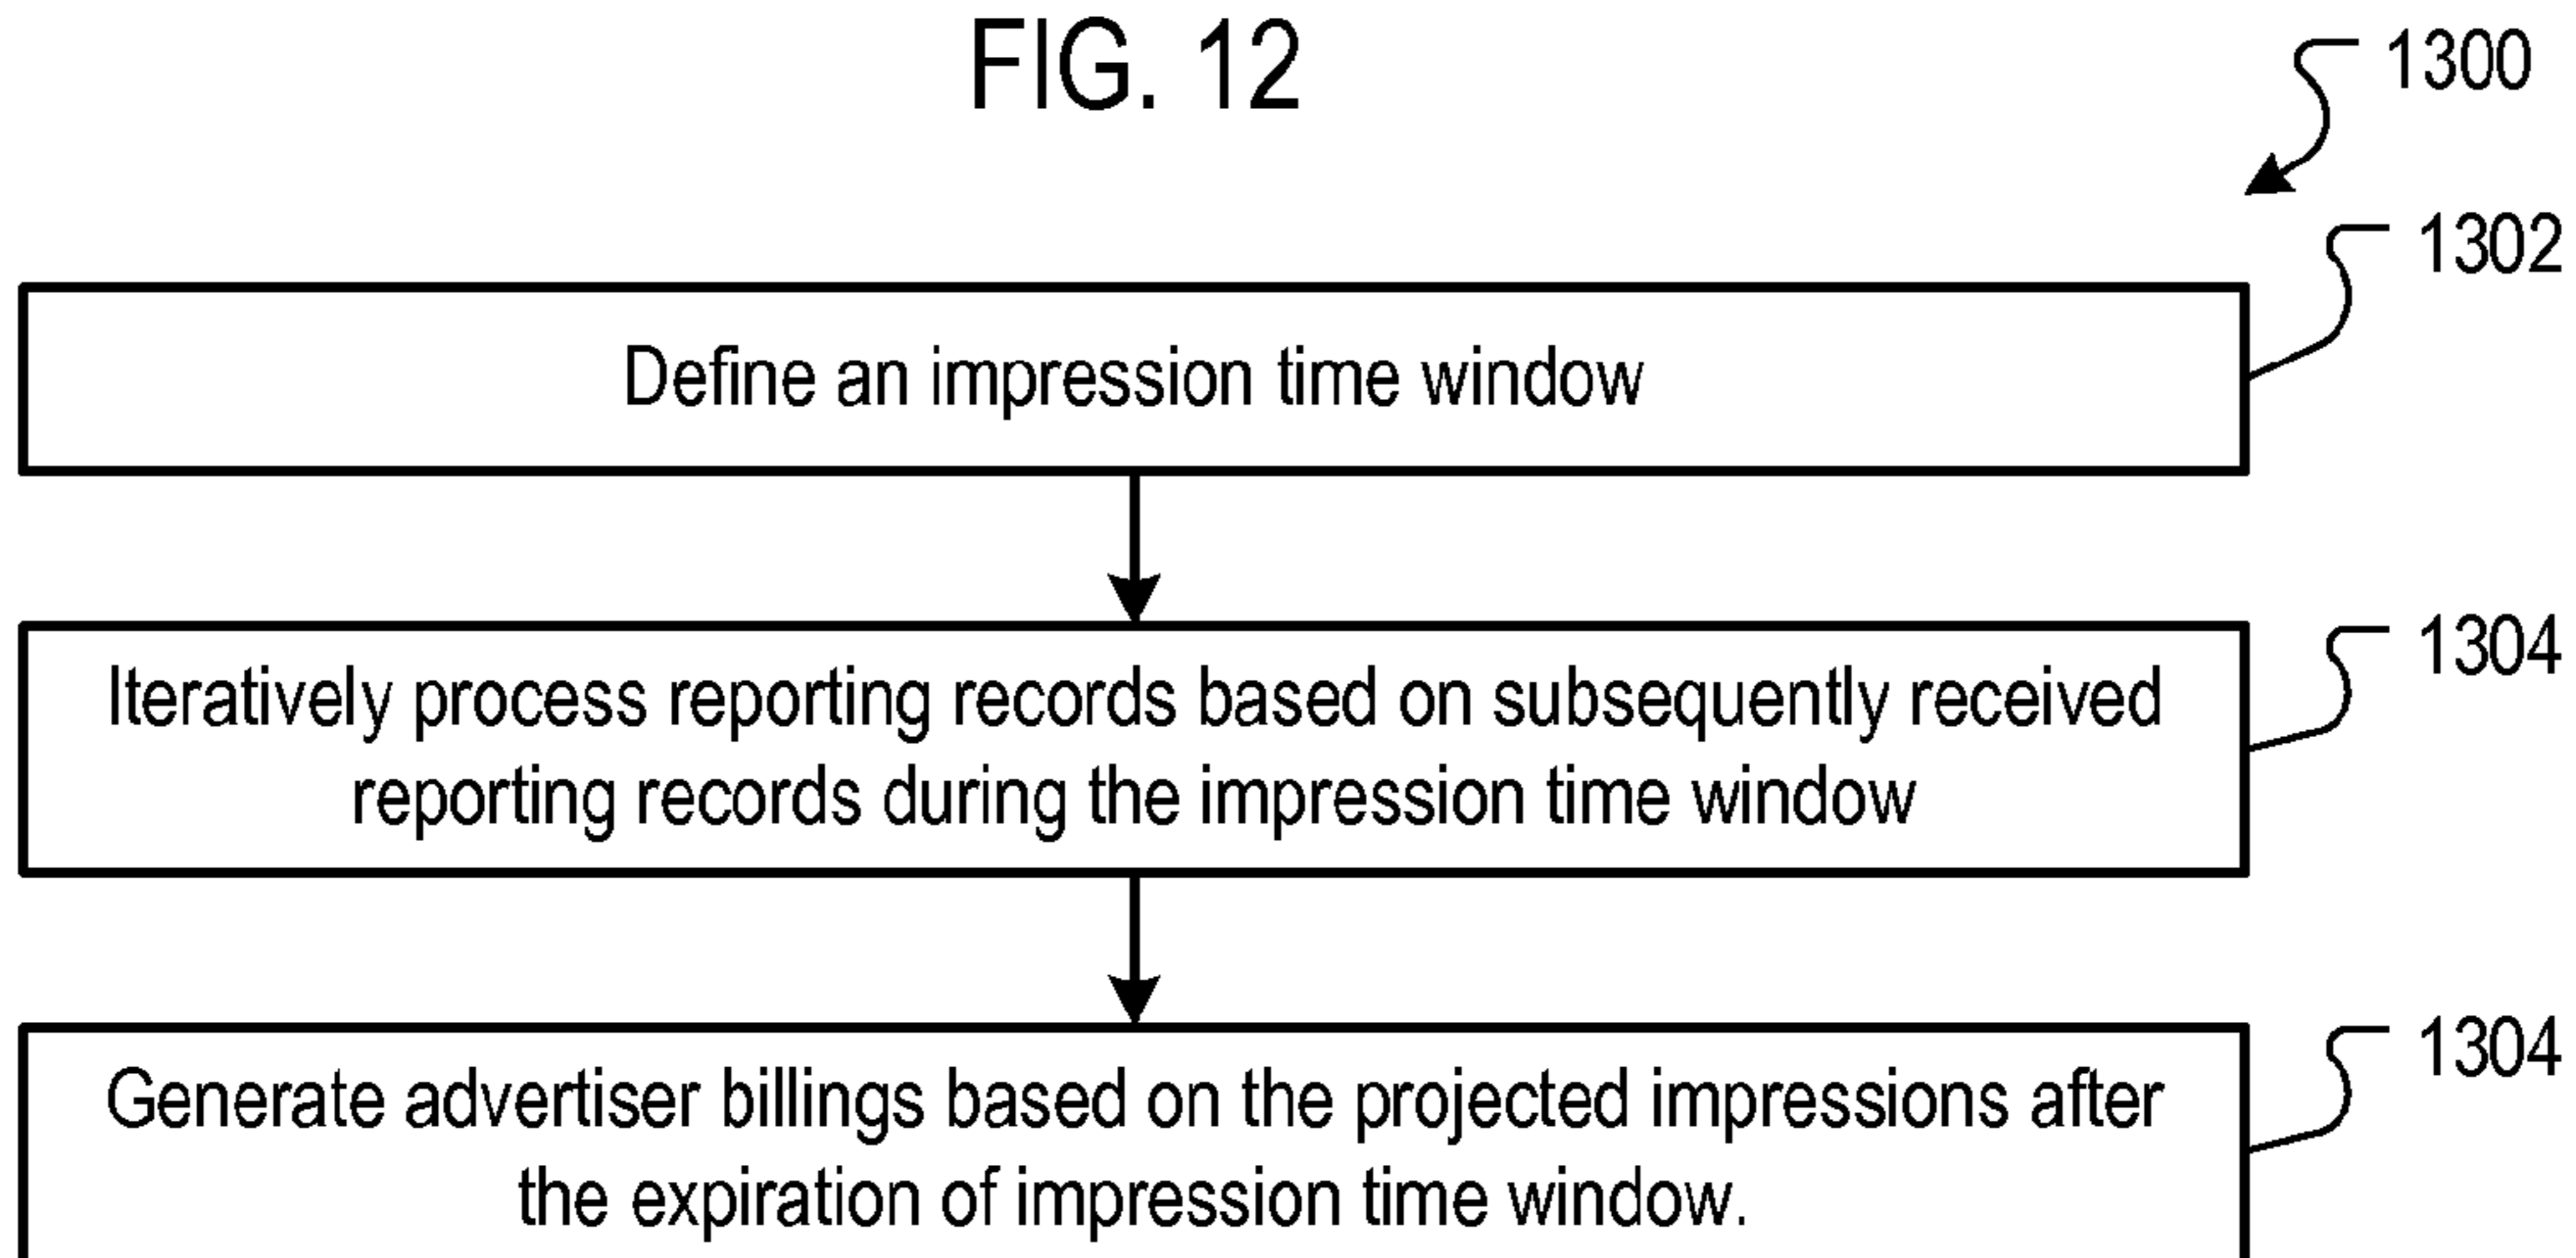 FIG. 12
1300
1302
Define an impression time window
1304
Iteratively process reporting records based on subsequently received
reporting records during the impression time window
1304
Generate advertiser billings based on the projected impressions after
the expiration of impression time window.